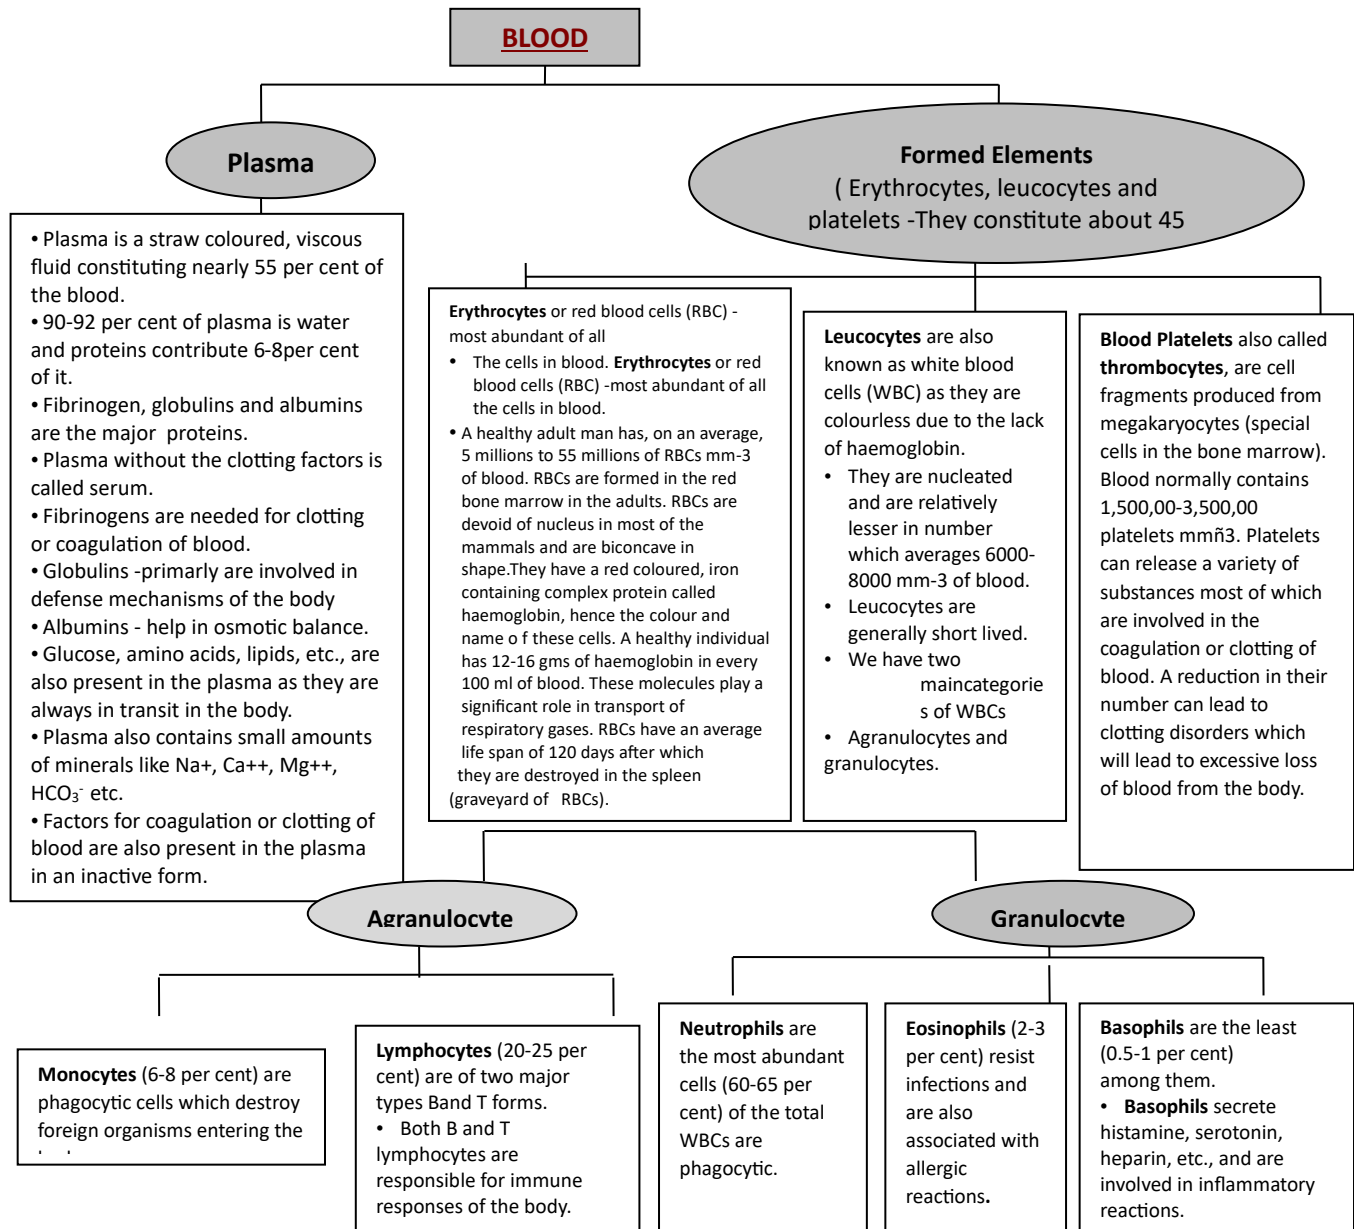 BLOOD
Plasma
Formed Elements
( Erythrocytes, leucocytes and
platelets -They constitute about 45
• Plasma is a straw coloured, viscous
fluid constituting nearly 55 per cent of
the blood.
• 90-92 per cent of plasma is water
and proteins contribute 6-8per cent
of it.
• Fibrinogen, globulins and albumins
are the major proteins.
• Plasma without the clotting factors is
called serum.
• Fibrinogens are needed for clotting
or coagulation of blood.
• Globulins -primarly are involved in
defense mechanisms of the body
• Albumins - help in osmotic balance.
• Glucose, amino acids, lipids, etc., are
also present in the plasma as they are
always in transit in the body.
• Plasma also contains small amounts
of minerals like Na+, Ca++, Mg++,
HCO₃⁻ etc.
• Factors for coagulation or clotting of
blood are also present in the plasma
in an inactive form.
Erythrocytes or red blood cells (RBC) -
most abundant of all
• The cells in blood. Erythrocytes or red
blood cells (RBC) -most abundant of all
the cells in blood.
• A healthy adult man has, on an average,
5 millions to 55 millions of RBCs mm-3
of blood. RBCs are formed in the red
bone marrow in the adults. RBCs are
devoid of nucleus in most of the
mammals and are biconcave in
shape.They have a red coloured, iron
containing complex protein called
haemoglobin, hence the colour and
name o f these cells. A healthy individual
has 12-16 gms of haemoglobin in every
100 ml of blood. These molecules play a
significant role in transport of
respiratory gases. RBCs have an average
life span of 120 days after which
they are destroyed in the spleen
(graveyard of RBCs).
Leucocytes are also
known as white blood
cells (WBC) as they are
colourless due to the lack
of haemoglobin.
• They are nucleated
and are relatively
lesser in number
which averages 6000-
8000 mm-3 of blood.
• Leucocytes are
generally short lived.
• We have two
maincategorie
s of WBCs
• Agranulocytes and
granulocytes.
Blood Platelets also called
thrombocytes, are cell
fragments produced from
megakaryocytes (special
cells in the bone marrow).
Blood normally contains
1,500,00-3,500,00
platelets mmñ3. Platelets
can release a variety of
substances most of which
are involved in the
coagulation or clotting of
blood. A reduction in their
number can lead to
clotting disorders which
will lead to excessive loss
of blood from the body.
Agranulocyte
Granulocyte
Monocytes (6-8 per cent) are
phagocytic cells which destroy
foreign organisms entering the
Lymphocytes (20-25 per
cent) are of two major
types Band T forms.
• Both B and T
lymphocytes are
responsible for immune
responses of the body.
Neutrophils are
the most abundant
cells (60-65 per
cent) of the total
WBCs are
phagocytic.
Eosinophils (2-3
per cent) resist
infections and
are also
associated with
allergic
reactions.
Basophils are the least
(0.5-1 per cent)
among them.
• Basophils secrete
histamine, serotonin,
heparin, etc., and are
involved in inflammatory
reactions.